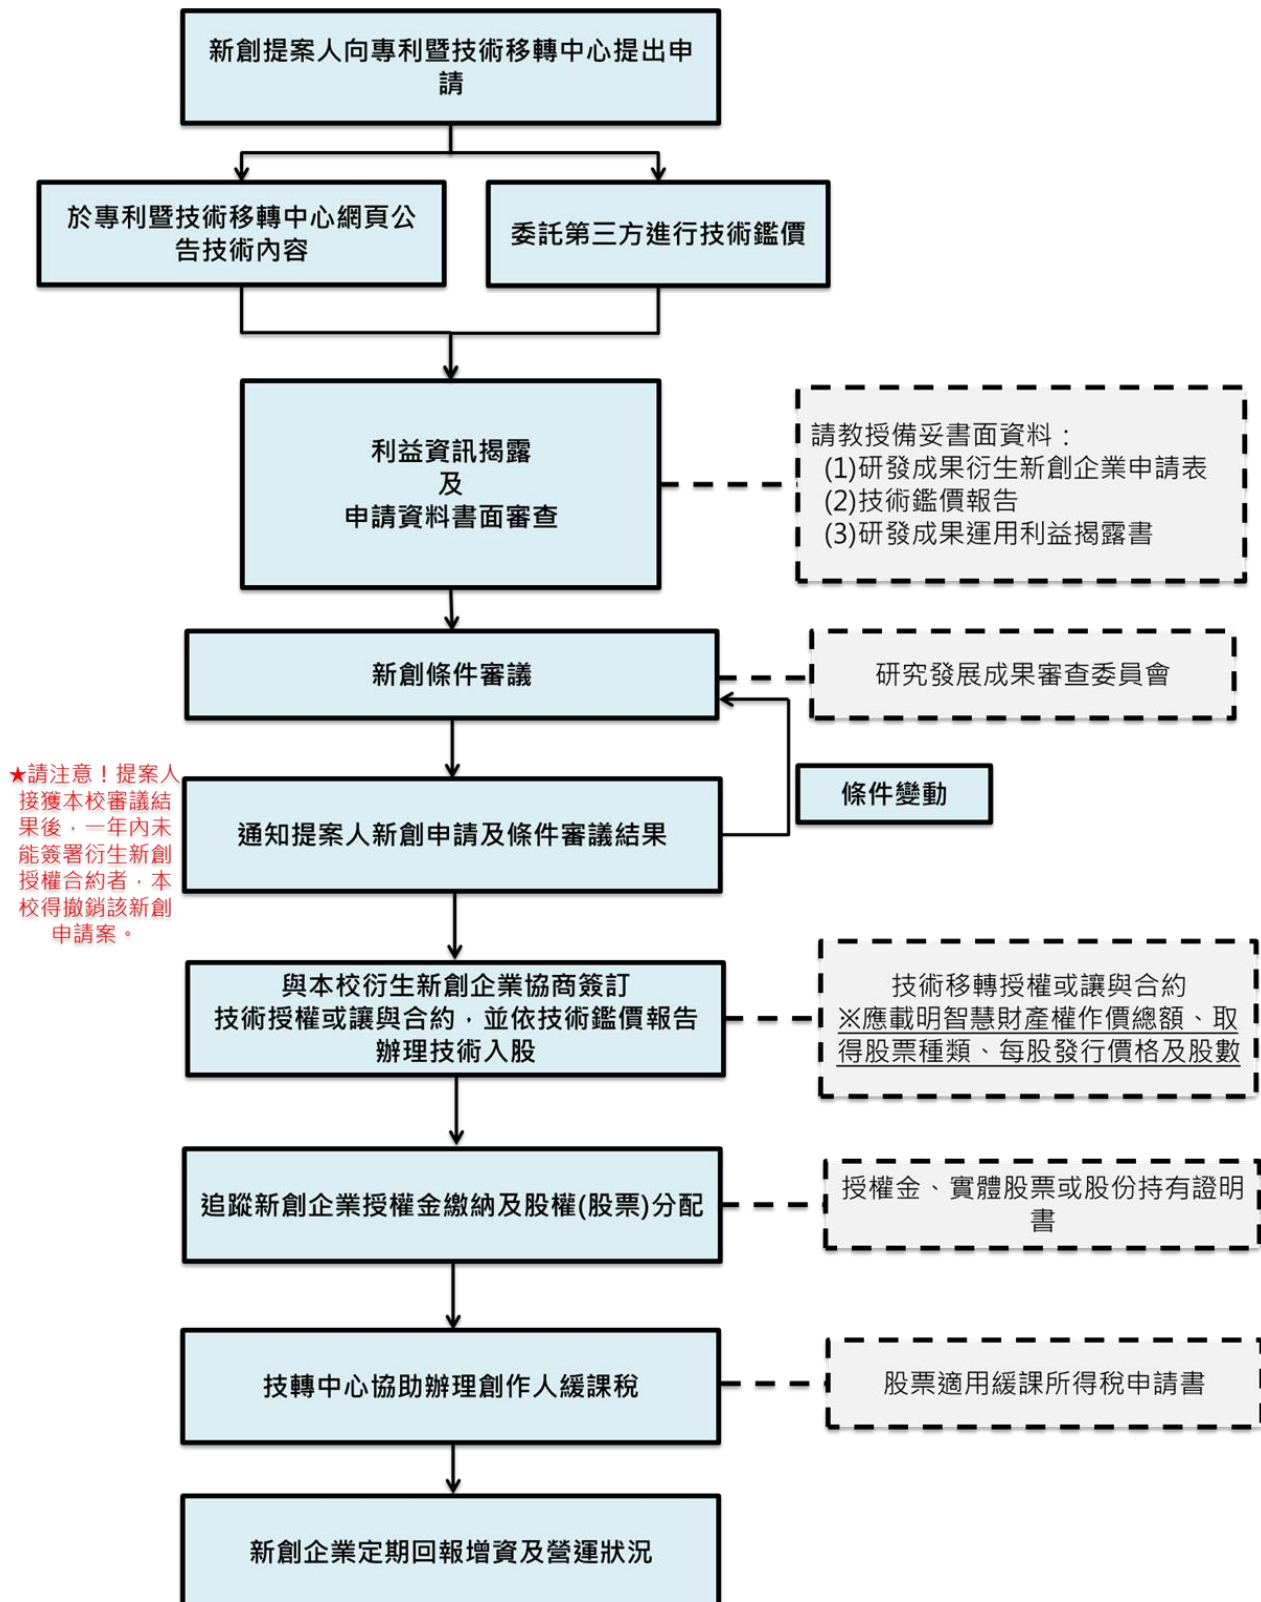 新創提案人向專利暨技術移轉中心提出申
請
於專利暨技術移轉中心網頁公
告技術內容
委託第三方進行技術鑑價
利益資訊揭露
及
申請資料書面審查
請教授備妥書面資料：
(1)研發成果衍生新創企業申請表
(2)技術鑑價報告
(3)研發成果運用利益揭露書
新創條件審議
研究發展成果審查委員會
條件變動
★請注意！提案人
接獲本校審議結
果後，一年內未
能簽署衍生新創
授權合約者，本
校得撤銷該新創
申請案。
通知提案人新創申請及條件審議結果
與本校衍生新創企業協商簽訂
技術授權或讓與合約，並依技術鑑價報告
辦理技術入股
技術移轉授權或讓與合約
※應載明智慧財產權作價總額、取
得股票種類、每股發行價格及股數
追蹤新創企業授權金繳納及股權(股票)分配
授權金、實體股票或股份持有證明
書
技轉中心協助辦理創作人緩課稅
股票適用緩課所得稅申請書
新創企業定期回報增資及營運狀況